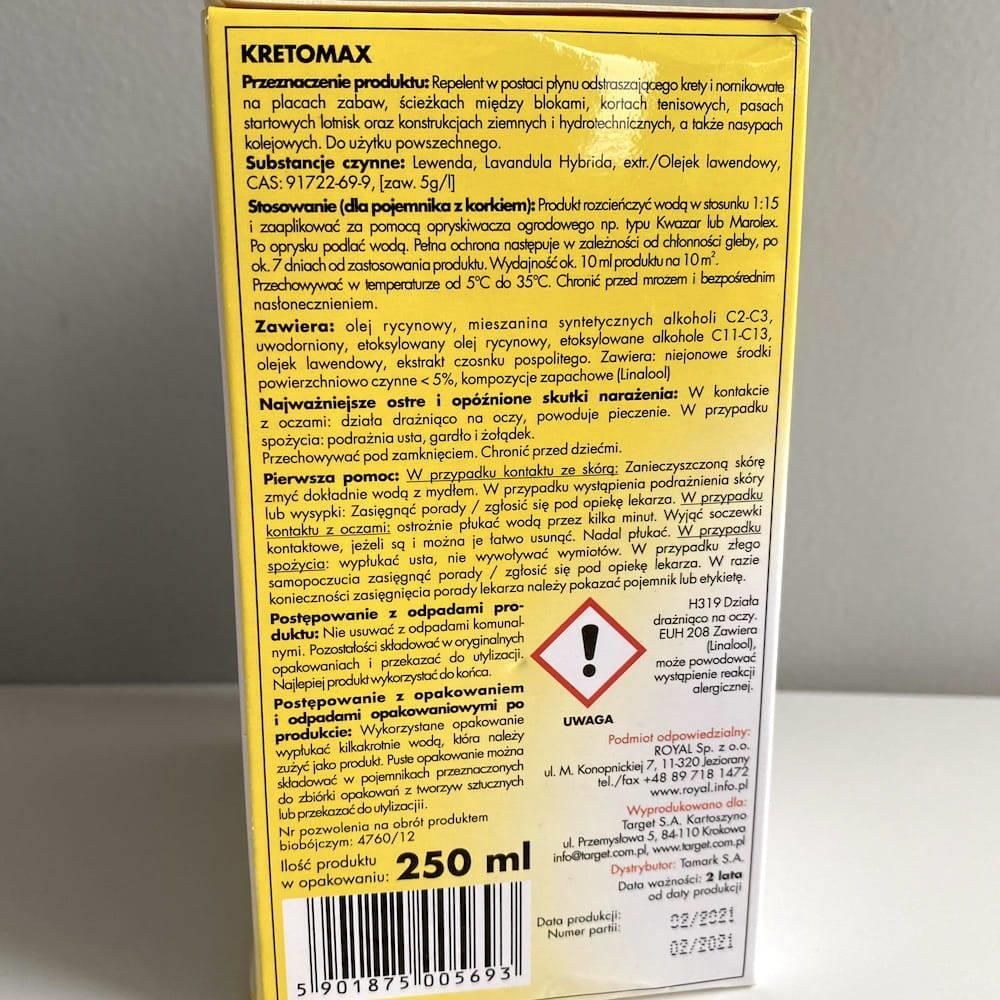 KRETOMAX
Przeznaczenie produktu: Repelent w postaci płynu odstraszającego krety i nornikowate
na placach zabaw, ścieżkach między blokami, kortach tenisowych, pasach
startowych lotnisk oraz konstrukcjach ziemnych i hydrotechnicznych, a także nasypach
kolejowych. Do użytku powszechnego.
Substancje czynne: Lewenda, Lavandula Hybrida, extr./Olejek lawendowy,
CAS: 91722-69-9, [zaw. 5g/l]
Stosowanie (dla pojemnika z korkiem): Produkt rozcieńczyć wodą w stosunku 1:15
i zaaplikować za pomocą opryskiwacza ogrodowego np. typu Kwazar lub Marolex.
Po oprysku podlać wodą. Pełna ochrona następuje w zależności od chłonności gleby, po
ok. 7 dniach od zastosowania produktu. Wydajność ok. 10 ml produktu na 10 m².
Przechowywać w temperaturze od 5°C do 35°C. Chronić przed mrozem i bezpośrednim
nasłonecznieniem.
Zawiera: olej rycynowy, mieszanina syntetycznych alkoholi C2-C3,
uwodorniony, etoksylowany olej rycynowy, etoksylowane alkohole C11-C13,
olejek lawendowy, ekstrakt czosnku pospolitego. Zawiera: niejonowe środki
powierzchniowo czynne < 5%, kompozycje zapachowe (Linalool)
Najważniejsze ostre i opóźnione skutki narażenia: W kontakcie
z oczami: działa drażniąco na oczy, powoduje pieczenie. W przypadku
spożycia: podrażnia usta, gardło i żołądek.
Przechowywać pod zamknięciem. Chronić przed dziećmi.
Pierwsza pomoc: W przypadku kontaktu ze skórą: Zanieczyszczoną skórę
zmyć dokładnie wodą z mydłem. W przypadku wystąpienia podrażnienia skóry
lub wysypki: Zasięgnąć porady / zgłosić się pod opiekę lekarza. W przypadku
kontaktu z oczami: ostrożnie płukać wodą przez kilka minut. Wyjąć soczewki
kontaktowe, jeżeli są i można je łatwo usunąć. Nadal płukać. W przypadku
spożycia: wypłukać usta, nie wywoływać wymiotów. W przypadku złego
samopoczucia zasięgnąć porady / zgłosić się pod opiekę lekarza. W razie
konieczności zasięgnięcia porady lekarza należy pokazać pojemnik lub etykietę.
Postępowanie z odpadami pro-
duktu: Nie usuwać z odpadami komunal-
nymi. Pozostałości składować w oryginalnych
opakowaniach i przekazać do utylizacji.
Najlepiej produkt wykorzystać do końca.
Postępowanie z opakowaniem
i odpadami opakowaniowymi po
produkcie: Wykorzystane opakowanie
wypłukać kilkakrotnie wodą, którą należy
zużyć jako produkt. Puste opakowanie można
składować w pojemnikach przeznaczonych
do zbiórki opakowań z tworzyw sztucznych
lub przekazać do utylizacjii.
Nr pozwolenia na obrót produktem
biobójczym: 4760/12
Ilość produktu
w opakowaniu: 250 ml
5 901875 005693
UWAGA
H319 Działa
drażniąco na oczy.
EUH 208 Zawiera
(Linalool),
może powodować
wystąpienie reakcji
alergicznej.
Podmiot odpowiedzialny:
ROYAL Sp. z o.o.
ul. M. Konopnickiej 7, 11-320 Jeziorany
tel./fax +48 89 718 1472
www.royal.info.pl
Wyprodukowano dla:
Target S.A. Kartoszyno
ul. Przemysłowa 5, 84-110 Krokowa
info@target.com.pl, www.target.com.pl
Dystrybutor: Tamark S.A.
Data ważności: 2 lata
od daty produkcji
Data produkcji: 02/2021
Numer partii: 02/2021